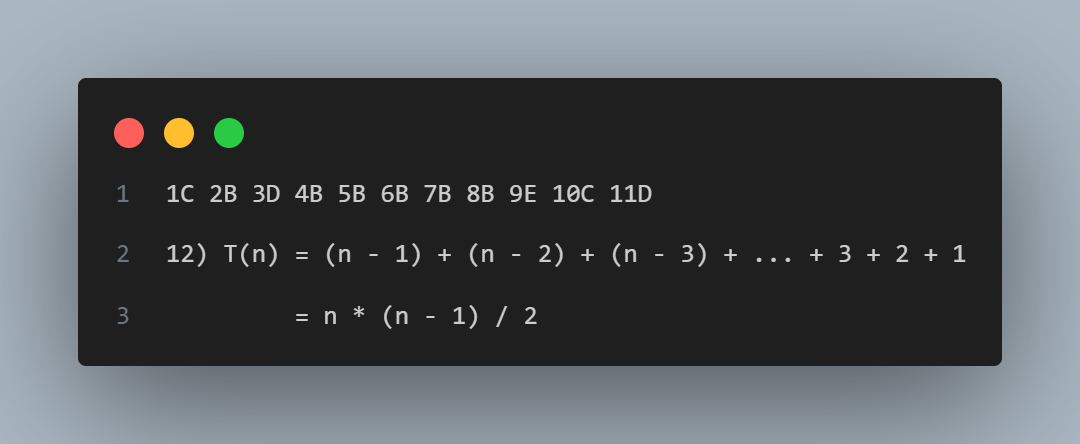 1 1C 2B 3D 4B 5B 6B 7B 8B 9E 10C 11D
2 12) T(n) = (n - 1) + (n - 2) + (n - 3) + ... + 3 + 2 + 1
3 = n * (n - 1) / 2